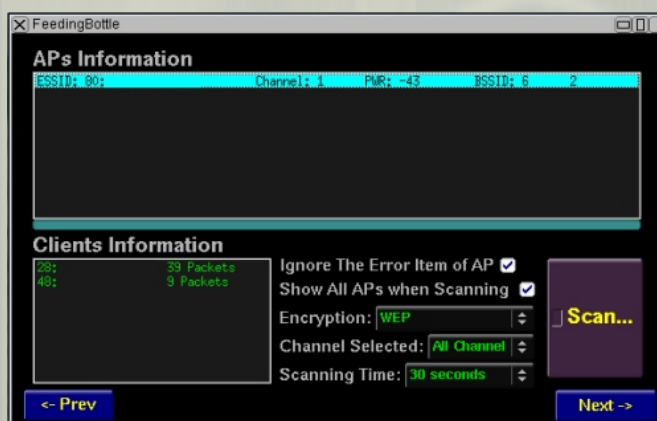 FeedingBottle
APs Information
ESSID: 80: Channel: 1 PWR: -43 BSSID: 6 2
Clients Information
28: 39 Packets
48: 9 Packets
Ignore The Error Item of AP
Show All APs when Scanning
Encryption: WEP
Channel Selected: All Channel
Scanning Time: 30 seconds
Scan...
<- Prev
Next ->